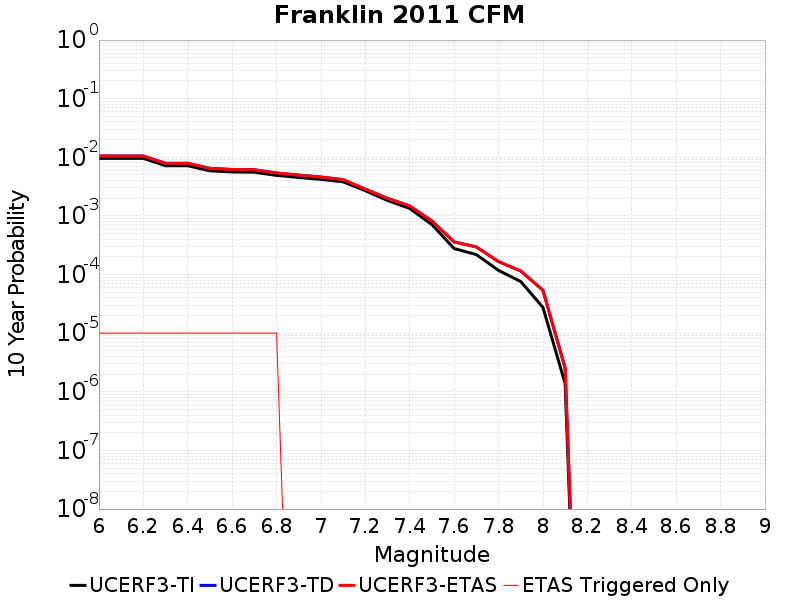 Franklin 2011 CFM
10^0
10^-1
10^-2
10^-3
10^-4
10^-5
10^-6
10^-7
10^-8
10 Year Probability
6 6.2 6.4 6.6 6.8 7 7.2 7.4 7.6 7.8 8 8.2 8.4 8.6 8.8 9
Magnitude
UCERF3-TI UCERF3-TD UCERF3-ETAS ETAS Triggered Only